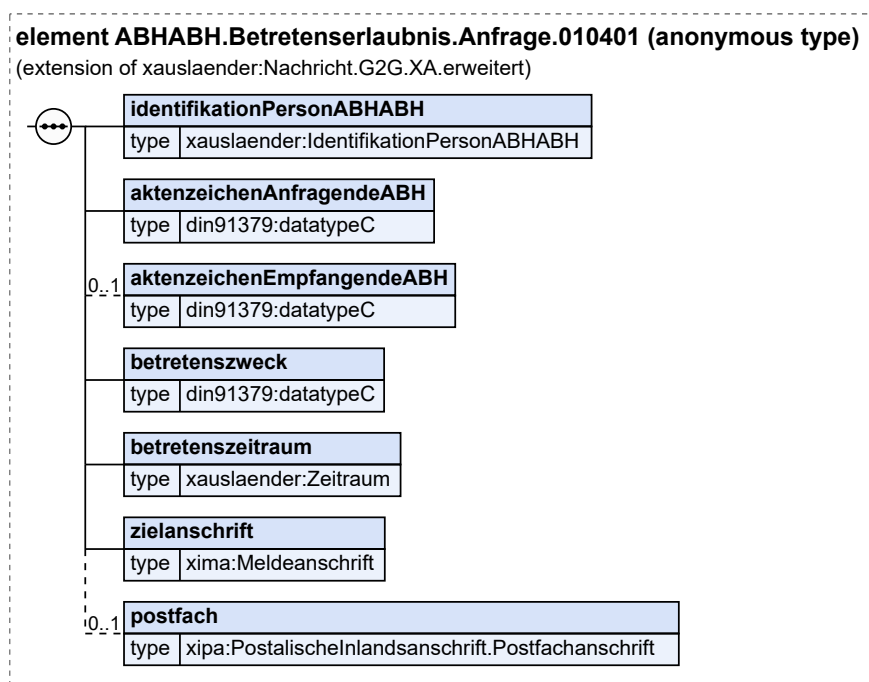 element ABHABH.Betretenserlaubnis.Anfrage.010401 (anonymous type)
(extension of xauslaender:Nachricht.G2G.XA.erweitert)
identifikationPersonABHABH
type xauslaender:IdentifikationPersonABHABH
aktenzeichenAnfragendeABH
type din91379:datatypeC
0..1 aktenzeichenEmpfangendeABH
type din91379:datatypeC
betretenszweck
type din91379:datatypeC
betretenszeitraum
type xauslaender:Zeitraum
zielanschrift
type xima:Meldeanschrift
0..1 postfach
type xipa:PostalischeInlandsanschrift.Postfachanschrift